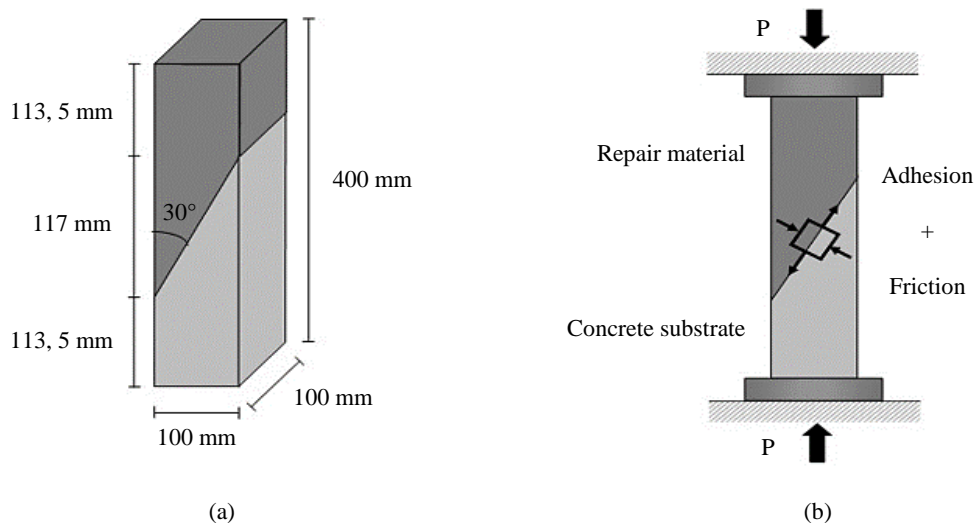 113, 5 mm
117 mm
113, 5 mm
30°
400 mm
100 mm
100 mm
(a)
P
Repair material
Adhesion
+
Friction
Concrete substrate
P
(b)